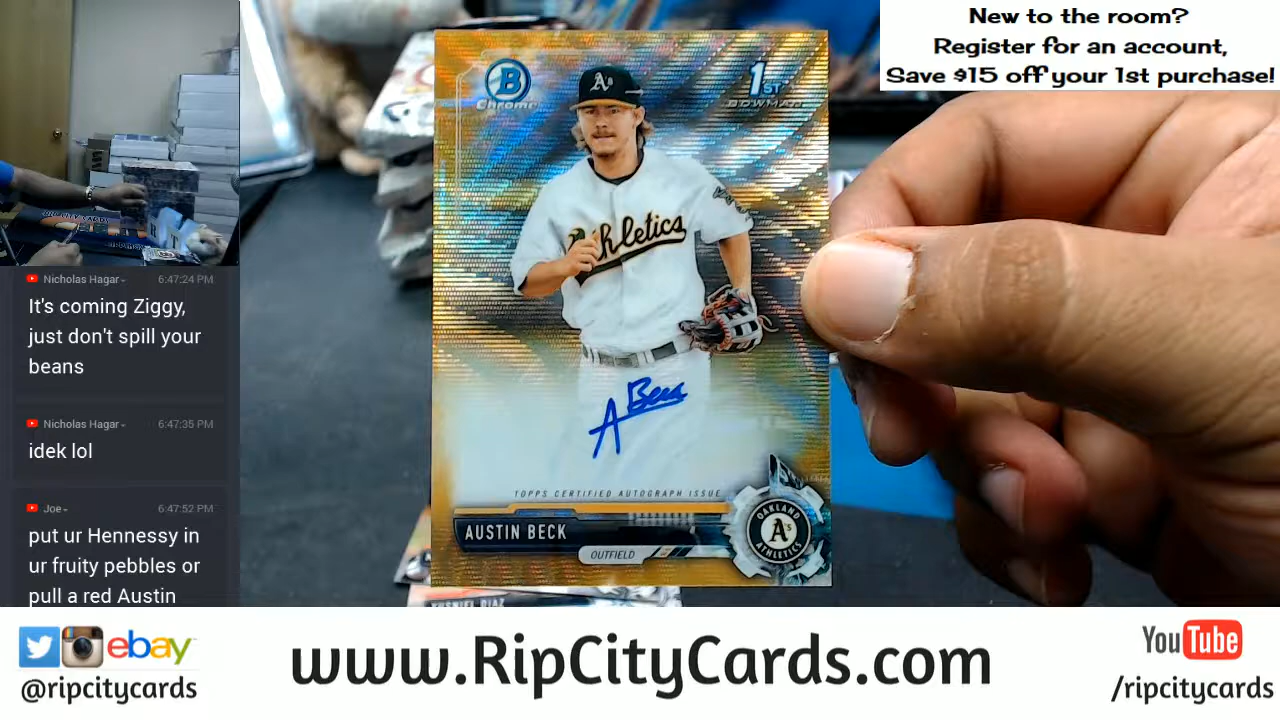 New to the room?
Register for an account,
Save $15 off your 1st purchase!
B
Chrome
1ST
BOWMAN
A's
Athletics
A Beck
TOPPS CERTIFIED AUTOGRAPH ISSUE
AUSTIN BECK
OUTFIELD
OAKLAND
A's
ATHLETICS
Nicholas Hagar
6:47:24 PM
It's coming Ziggy,
just don't spill your
beans
Nicholas Hagar
6:47:35 PM
idek lol
Joe
6:47:52 PM
put ur Hennessy in
ur fruity pebbles or
pull a red Austin
ebay
@ripcitycards
www.RipCityCards.com
YouTube
/ripcitycards